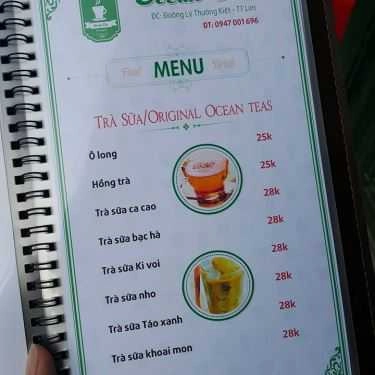 ĐC: Đường Lý Thường Kiệt - TT Lim
ĐT: 0947 001 696
Food
MENU
Drink
TRÀ SỮA/ORIGINAL OCEAN TEAS
Ô long 25k
Hồng trà 25k
Trà sữa ca cao 28k
Trà sữa bạc hà 28k
Trà sữa Ki voi 28k
Trà sữa nho 28k
Trà sữa Táo xanh 28k
Trà sữa khoai mon 28k